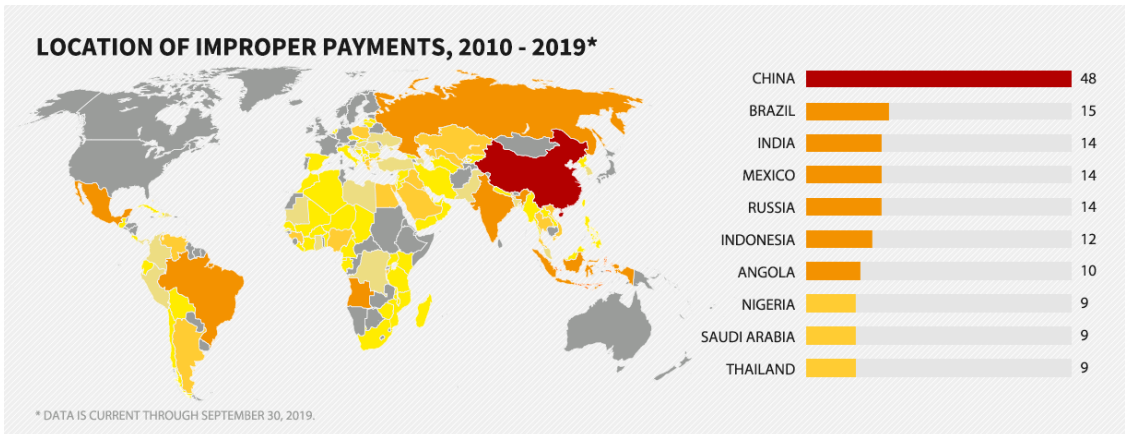 LOCATION OF IMPROPER PAYMENTS, 2010 - 2019*
CHINA 48
BRAZIL 15
INDIA 14
MEXICO 14
RUSSIA 14
INDONESIA 12
ANGOLA 10
NIGERIA 9
SAUDI ARABIA 9
THAILAND 9
* DATA IS CURRENT THROUGH SEPTEMBER 30, 2019.